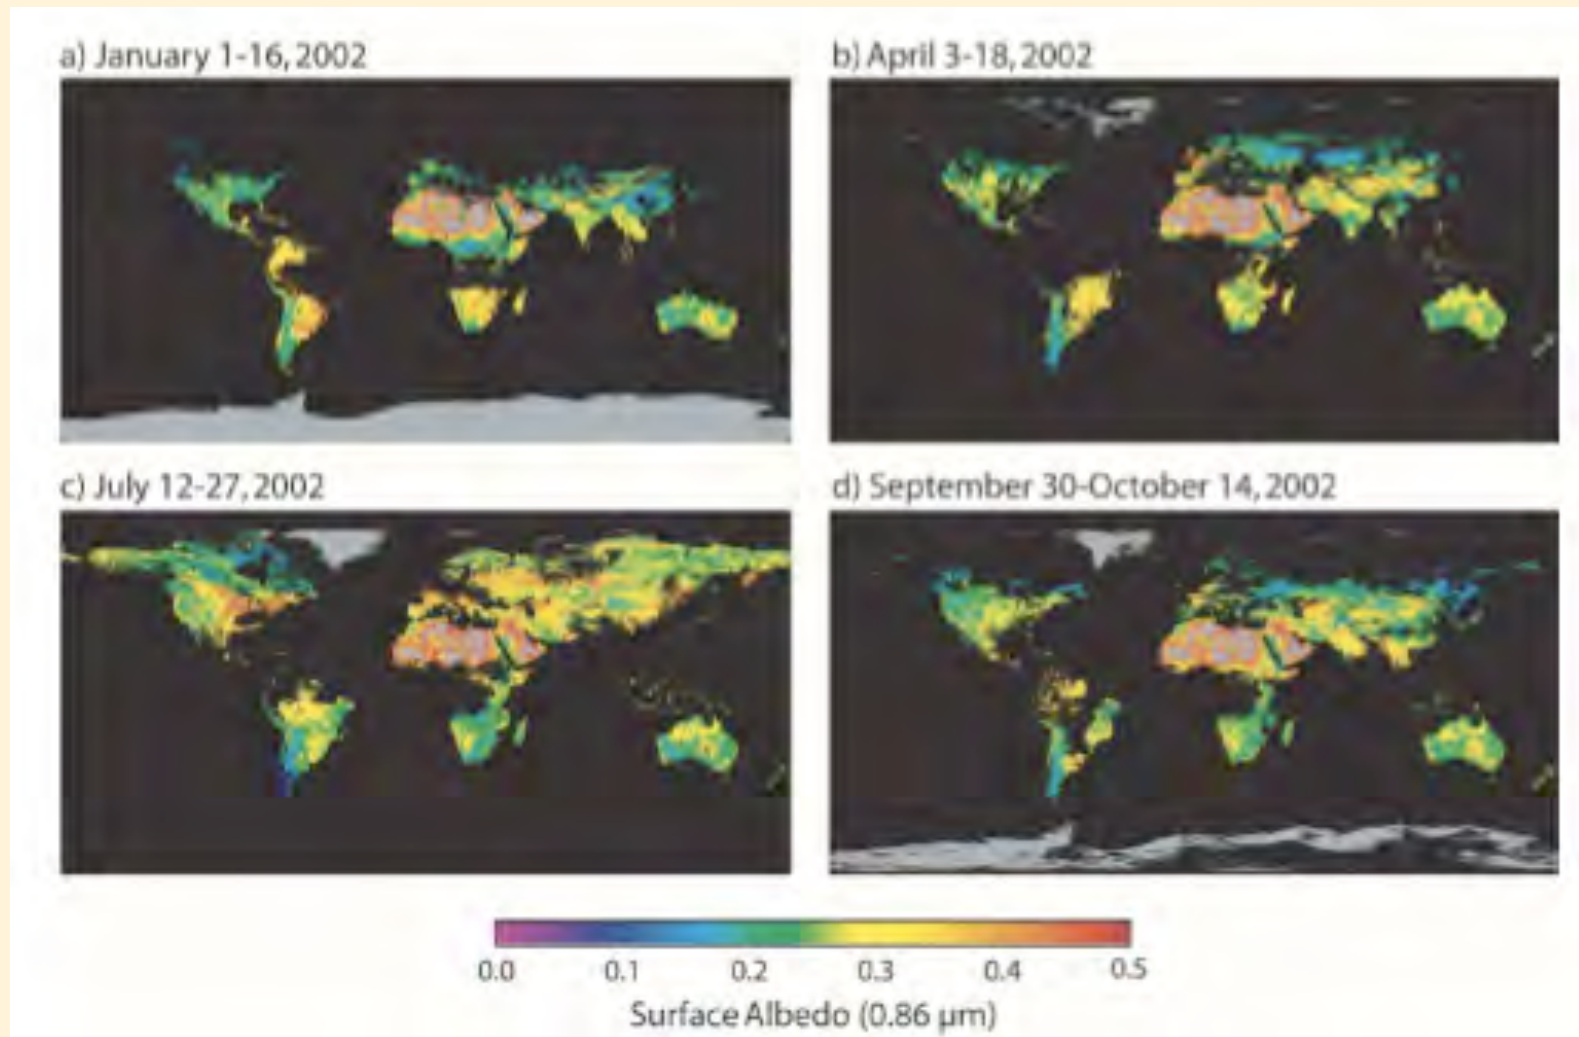 a) January 1-16, 2002
b) April 3-18, 2002
c) July 12-27, 2002
d) September 30-October 14, 2002
0.0 0.1 0.2 0.3 0.4 0.5
Surface Albedo (0.86 µm)